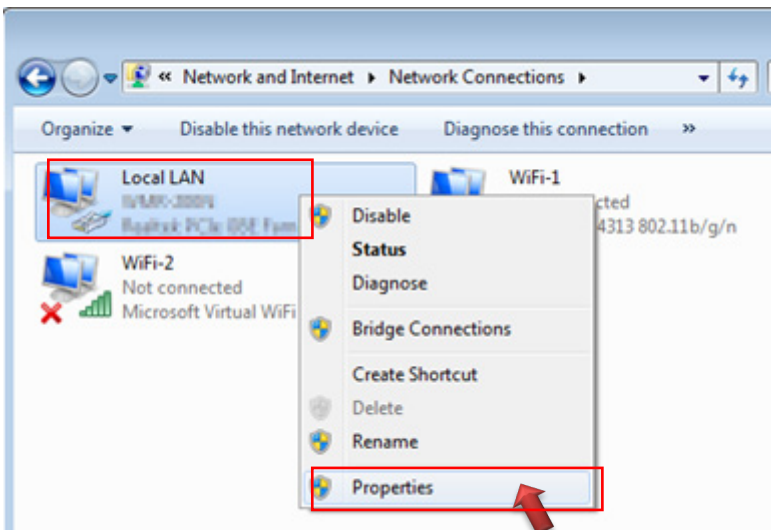 « Network and Internet ▸ Network Connections ▸
Organize Disable this network device Diagnose this connection »
Local LAN
WiFi-1
cted
4313 802.11b/g/n
WiFi-2
Not connected
Microsoft Virtual WiFi
Disable
Status
Diagnose
Bridge Connections
Create Shortcut
Delete
Rename
Properties